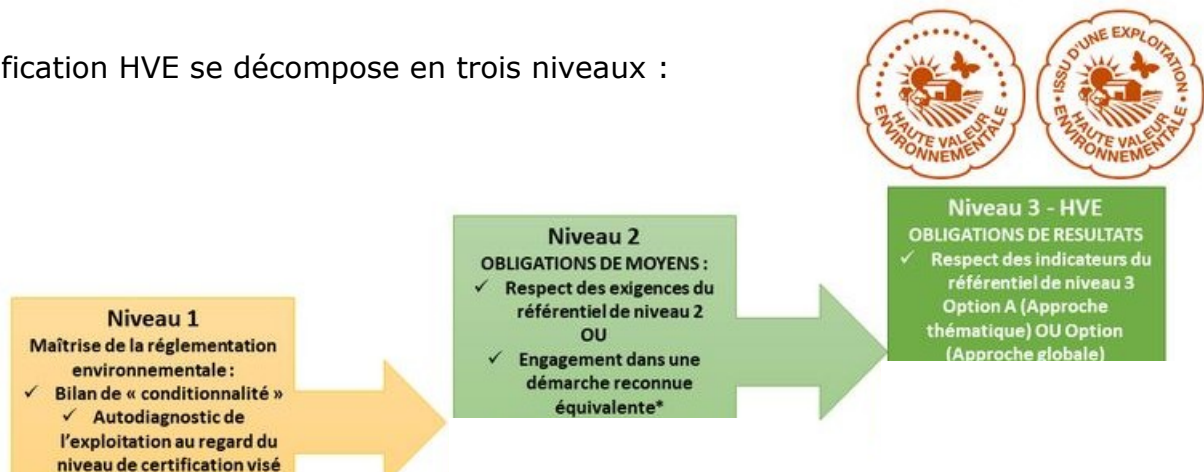 fication HVE se décompose en trois niveaux :
HAUTE VALEUR
ENVIRONNEMENTALE
ISSU D'UNE EXPLOITATION
HAUTE VALEUR
ENVIRONNEMENTALE
Niveau 1
Maîtrise de la réglementation
environnementale :
✓ Bilan de « conditionnalité »
✓ Autodiagnostic de
l'exploitation au regard du
niveau de certification visé
Niveau 2
OBLIGATIONS DE MOYENS :
✓ Respect des exigences du
référentiel de niveau 2
OU
✓ Engagement dans une
démarche reconnue
équivalente*
Niveau 3 - HVE
OBLIGATIONS DE RESULTATS
✓ Respect des indicateurs du
référentiel de niveau 3
Option A (Approche
thématique) OU Option
(Approche globale)